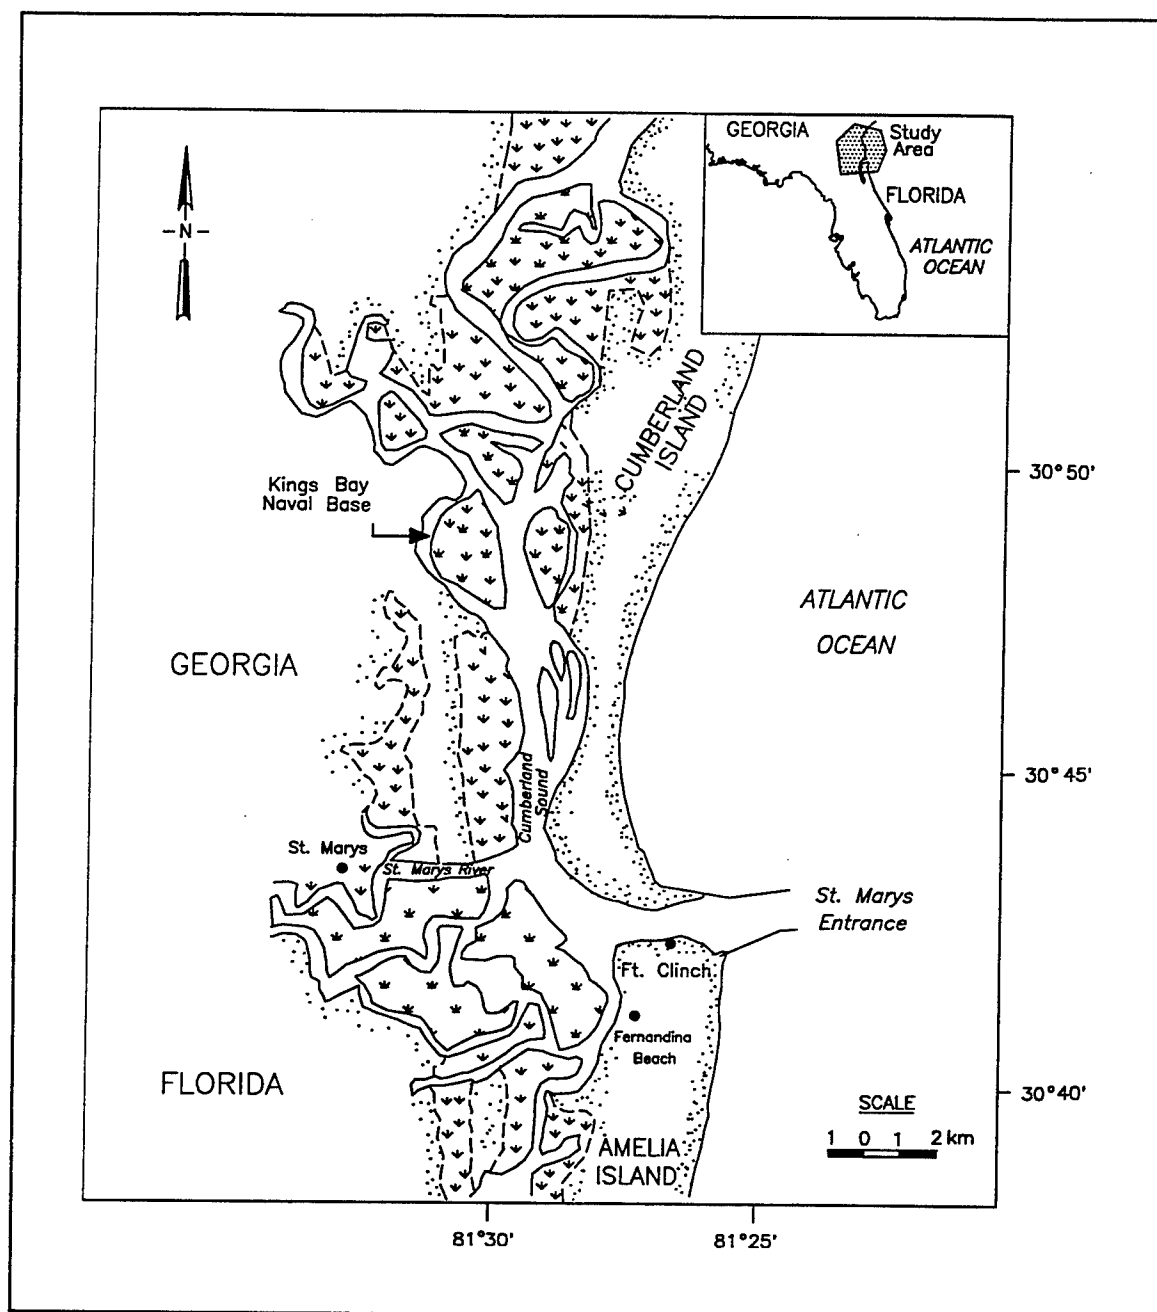 GEORGIA
Study
Area
FLORIDA
ATLANTIC
OCEAN
N
CUMBERLAND
ISLAND
30°50'
Kings Bay
Naval Base
ATLANTIC
OCEAN
GEORGIA
30°45'
Cumberland
Sound
St. Marys
St. Marys River
St. Marys
Entrance
Ft. Clinch
Fernandina
Beach
FLORIDA
30°40'
SCALE
1 0 1 2 km
AMELIA
ISLAND
81°30'
81°25'